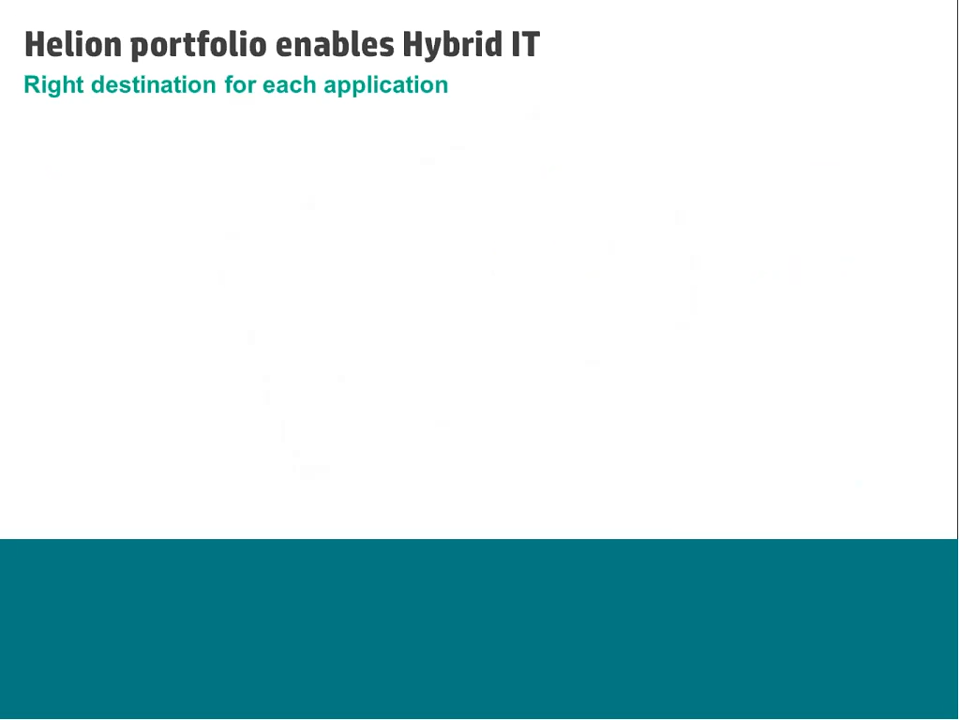 Helion portfolio enables Hybrid IT
Right destination for each application